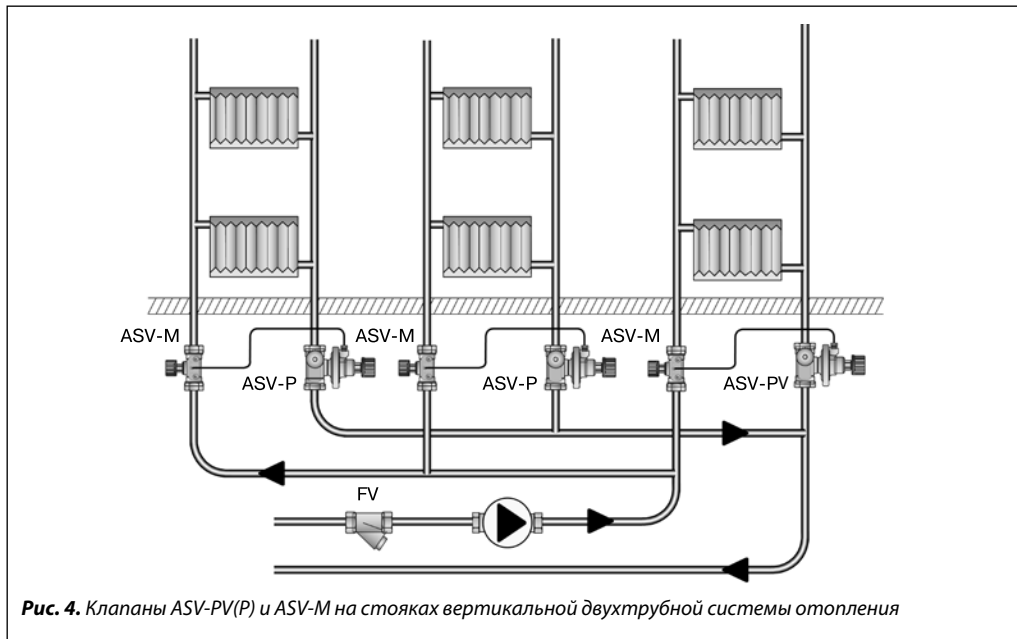 ASV-M
ASV-P
ASV-M
ASV-P
ASV-M
ASV-PV
FV
Рис. 4. Клапаны ASV-PV(P) и ASV-M на стояках вертикальной двухтрубной системы отопления